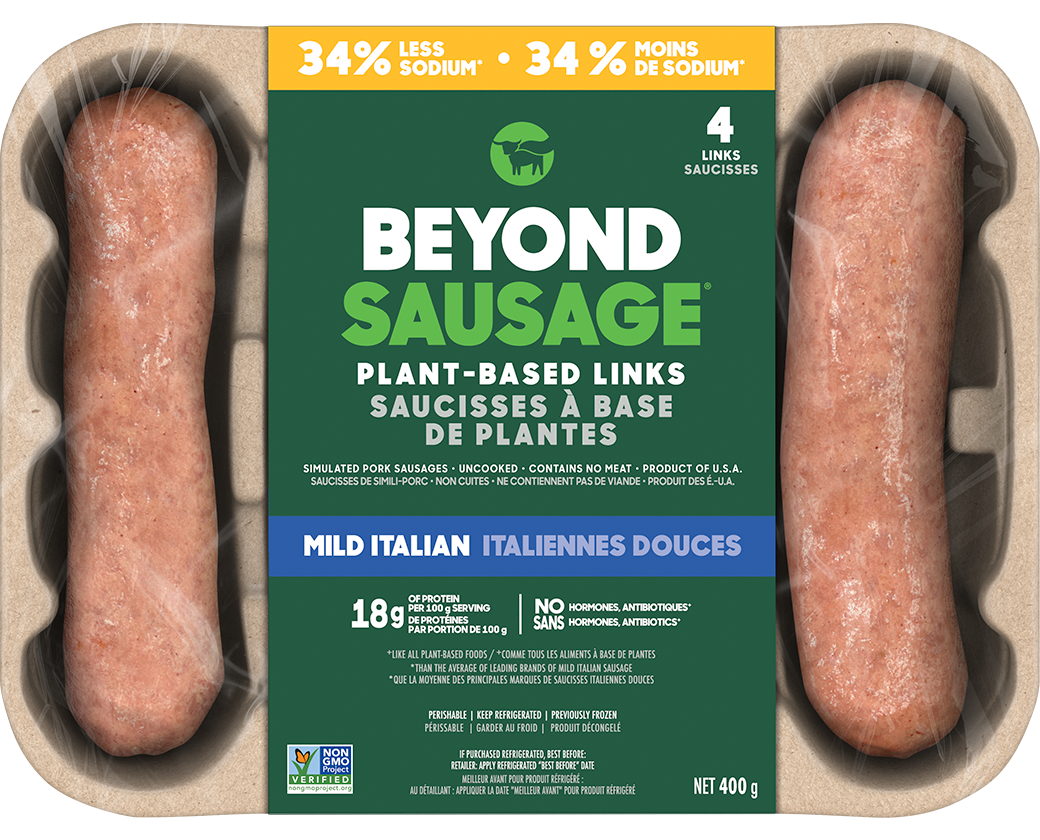 34% LESS SODIUM* • 34 % MOINS DE SODIUM*
4
LINKS
SAUCISSES
BEYOND
SAUSAGE®
PLANT-BASED LINKS
SAUCISSES À BASE
DE PLANTES
SIMULATED PORK SAUSAGES • UNCOOKED • CONTAINS NO MEAT • PRODUCT OF U.S.A.
SAUCISSES DE SIMILI-PORC • NON CUITES • NE CONTIENNENT PAS DE VIANDE • PRODUIT DES É.-U.A.
MILD ITALIAN ITALIENNES DOUCES
18g
OF PROTEIN
PER 100 g SERVING
DE PROTÉINES
PAR PORTION DE 100 g
NO HORMONES, ANTIBIOTIQUES+
SANS HORMONES, ANTIBIOTICS+
+LIKE ALL PLANT-BASED FOODS / +COMME TOUS LES ALIMENTS À BASE DE PLANTES
*THAN THE AVERAGE OF LEADING BRANDS OF MILD ITALIAN SAUSAGE
*QUE LA MOYENNE DES PRINCIPALES MARQUES DE SAUCISSES ITALIENNES DOUCES
PERISHABLE | KEEP REFRIGERATED | PREVIOUSLY FROZEN
PÉRISSABLE | GARDER AU FROID | PRODUIT DÉCONGELÉ
IF PURCHASED REFRIGERATED, BEST BEFORE:
RETAILER: APPLY REFRIGERATED "BEST BEFORE" DATE
MEILLEUR AVANT POUR PRODUIT RÉFRIGÉRÉ :
AU DÉTAILLANT : APPLIQUER LA DATE "MEILLEUR AVANT" POUR PRODUIT RÉFRIGÉRÉ
NON
GMO
Project
VERIFIED
nongmoproject.org
NET 400 g